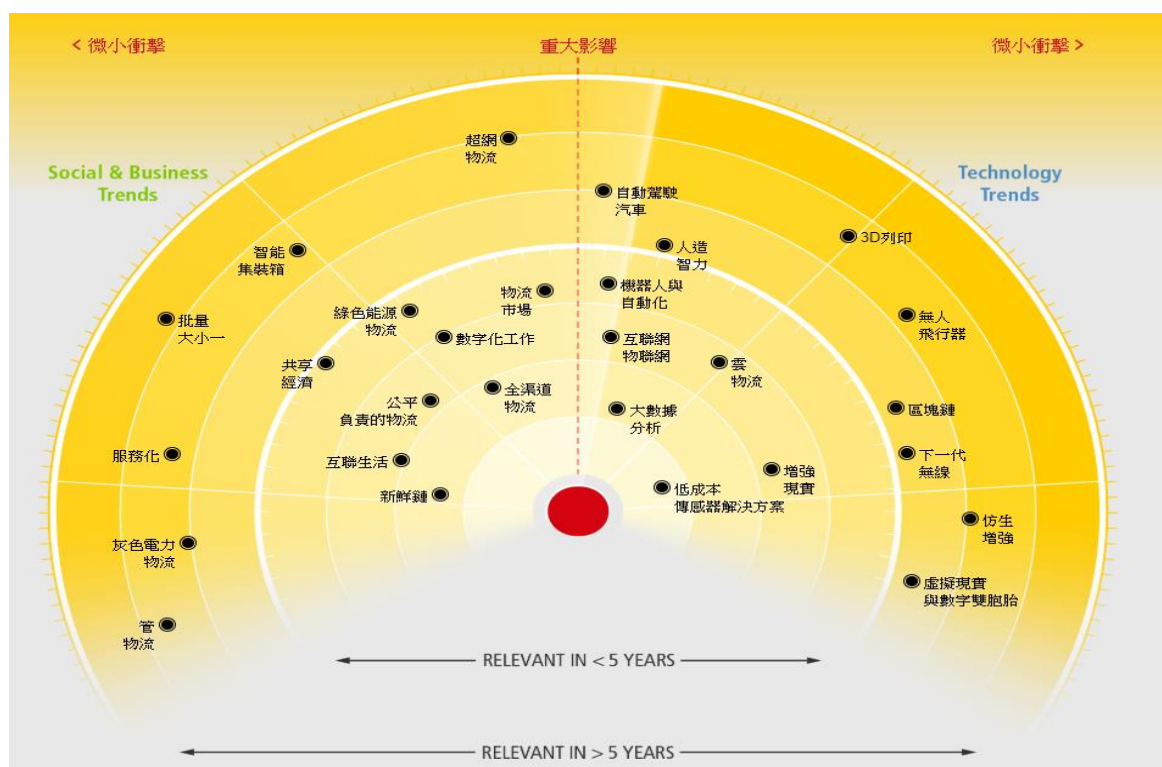 < 微小衝擊
重大影響
微小衝擊 >
Social & Business
Trends
Technology
Trends
超網
物流
自動駕駛
汽車
人造
智力
3D列印
智能
集裝箱
機器人與
自動化
物流
市場
綠色能源
物流
批量
大小一
數字化工作
互聯網
物聯網
無人
飛行器
共享
經濟
雲
物流
全渠道
物流
公平
負責的物流
大數據
分析
區塊鏈
服務化
互聯生活
下一代
無線
增強
現實
新鮮鏈
低成本
傳感器解決方案
仿生
增強
灰色電力
物流
虛擬現實
與數字雙胞胎
管
物流
RELEVANT IN < 5 YEARS
RELEVANT IN > 5 YEARS